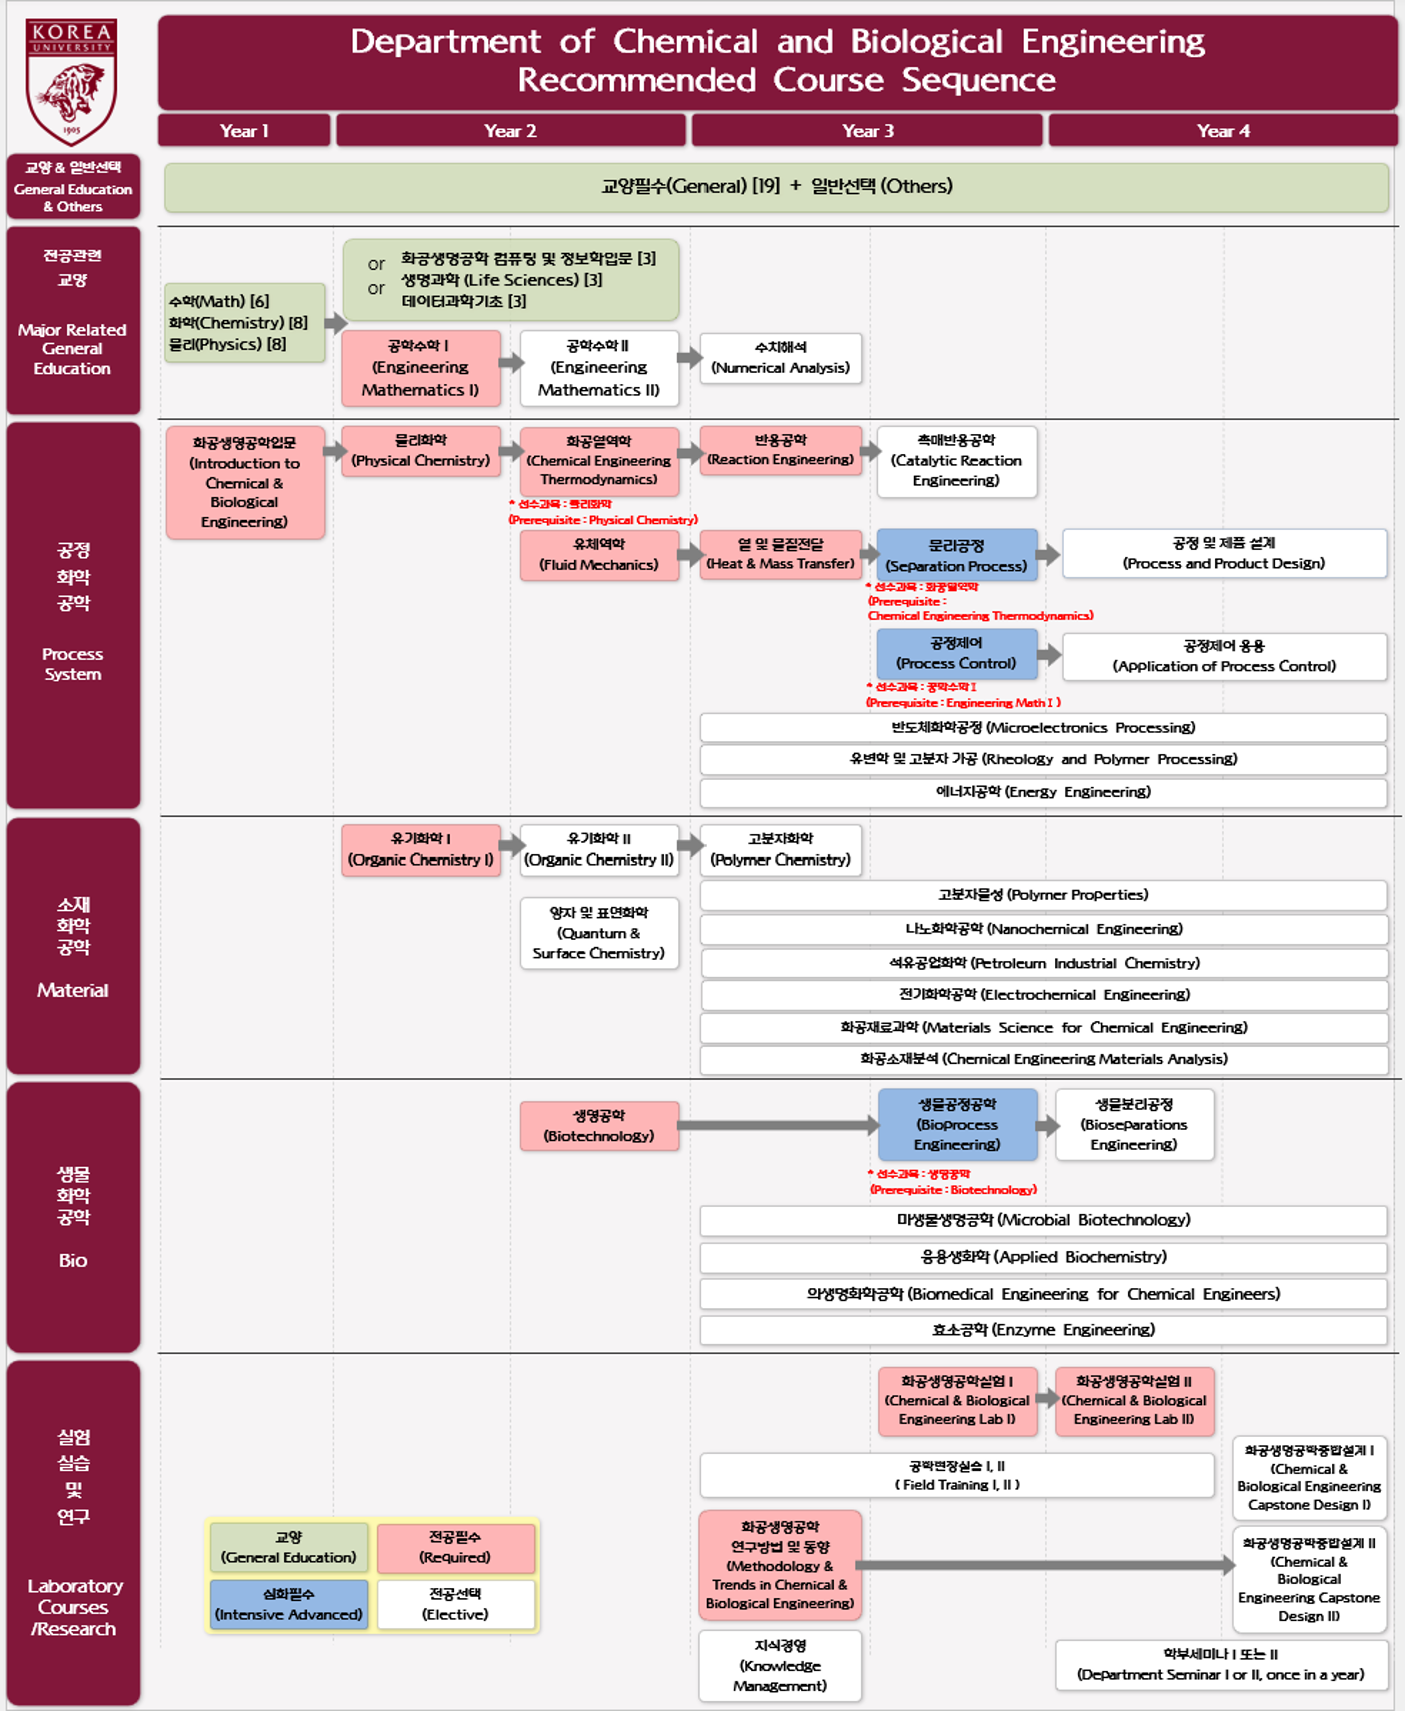 KOREA
UNIVERSITY
1905
Department of Chemical and Biological Engineering
Recommended Course Sequence
Year 1
Year 2
Year 3
Year 4
교양 & 일반선택
General Education
& Others
교양필수(General) [19] + 일반선택 (Others)
전공관련
교양
Major Related
General
Education
수학(Math) [6]
화학(Chemistry) [8]
물리(Physics) [8]
or
or
화공생명공학 컴퓨팅 및 정보학입문 [3]
생명과학 (Life Sciences) [3]
데이터과학기초 [3]
공학수학 I
(Engineering
Mathematics I)
공학수학 II
(Engineering
Mathematics II)
수치해석
(Numerical Analysis)
공정
화학
공학
Process
System
화공생명공학입문
(Introduction to
Chemical &
Biological
Engineering)
물리화학
(Physical Chemistry)
화공열역학
(Chemical Engineering
Thermodynamics)
* 선수과목 : 물리화학
(Prerequisite : Physical Chemistry)
반응공학
(Reaction Engineering)
촉매반응공학
(Catalytic Reaction
Engineering)
유체역학
(Fluid Mechanics)
열 및 물질전달
(Heat & Mass Transfer)
분리공정
(Separation Process)
* 선수과목 : 화공열역학
(Prerequisite :
Chemical Engineering Thermodynamics)
공정 및 제품 설계
(Process and Product Design)
공정제어
(Process Control)
* 선수과목 : 공학수학 I
(Prerequisite : Engineering Math I )
공정제어 응용
(Application of Process Control)
반도체화학공정 (Microelectronics Processing)
유변학 및 고분자 가공 (Rheology and Polymer Processing)
에너지공학 (Energy Engineering)
소재
화학
공학
Material
유기화학 I
(Organic Chemistry I)
유기화학 II
(Organic Chemistry II)
고분자화학
(Polymer Chemistry)
양자 및 표면화학
(Quantum &
Surface Chemistry)
고분자물성 (Polymer Properties)
나노화학공학 (Nanochemical Engineering)
석유공업화학 (Petroleum Industrial Chemistry)
전기화학공학 (Electrochemical Engineering)
화공재료과학 (Materials Science for Chemical Engineering)
화공소재분석 (Chemical Engineering Materials Analysis)
생물
화학
공학
Bio
생명공학
(Biotechnology)
생물공정공학
(Bioprocess
Engineering)
* 선수과목 : 생명공학
(Prerequisite : Biotechnology)
생물분리공정
(Bioseparations
Engineering)
미생물생명공학 (Microbial Biotechnology)
응용생화학 (Applied Biochemistry)
의생명화학공학 (Biomedical Engineering for Chemical Engineers)
효소공학 (Enzyme Engineering)
실험
실습
및
연구
Laboratory
Courses
/Research
화공생명공학실험 I
(Chemical & Biological
Engineering Lab I)
화공생명공학실험 II
(Chemical & Biological
Engineering Lab II)
공학현장실습 I, II
( Field Training I, II )
화공생명공학종합설계 I
(Chemical &
Biological Engineering
Capstone Design I)
화공생명공학
연구방법 및 동향
(Methodology &
Trends in Chemical &
Biological Engineering)
화공생명공학종합설계 II
(Chemical &
Biological
Engineering Capstone
Design II)
지식경영
(Knowledge
Management)
학부세미나 I 또는 II
(Department Seminar I or II, once in a year)
교양
(General Education)
전공필수
(Required)
심화필수
(Intensive Advanced)
전공선택
(Elective)